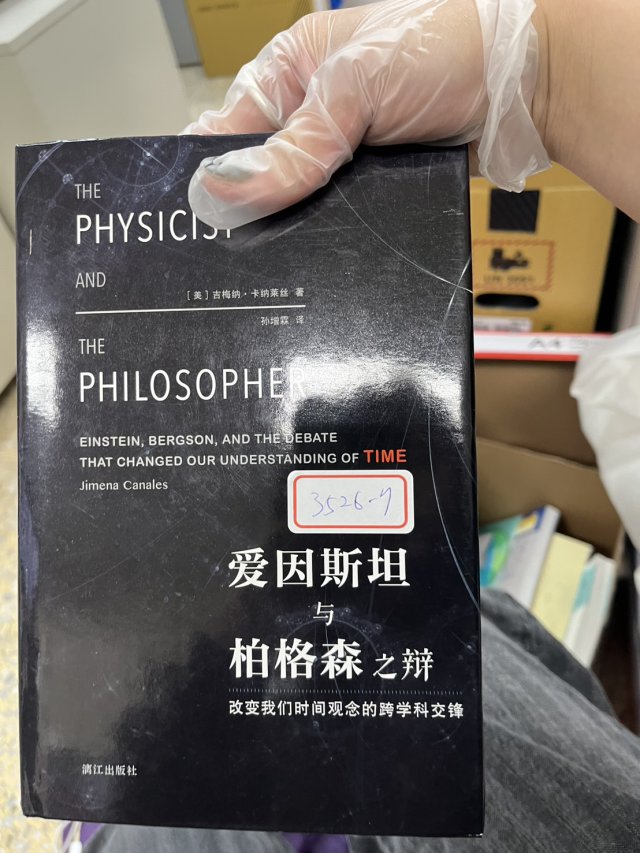 THE
PHYSICIST
AND
[美]吉梅纳·卡纳莱丝 著
孙增霖 译
THE
PHILOSOPHER
EINSTEIN, BERGSON, AND THE DEBATE
THAT CHANGED OUR UNDERSTANDING OF TIME
Jimena Canales
爱因斯坦
与
柏格森之辩
改变我们时间观念的跨学科交锋
漓江出版社
A4